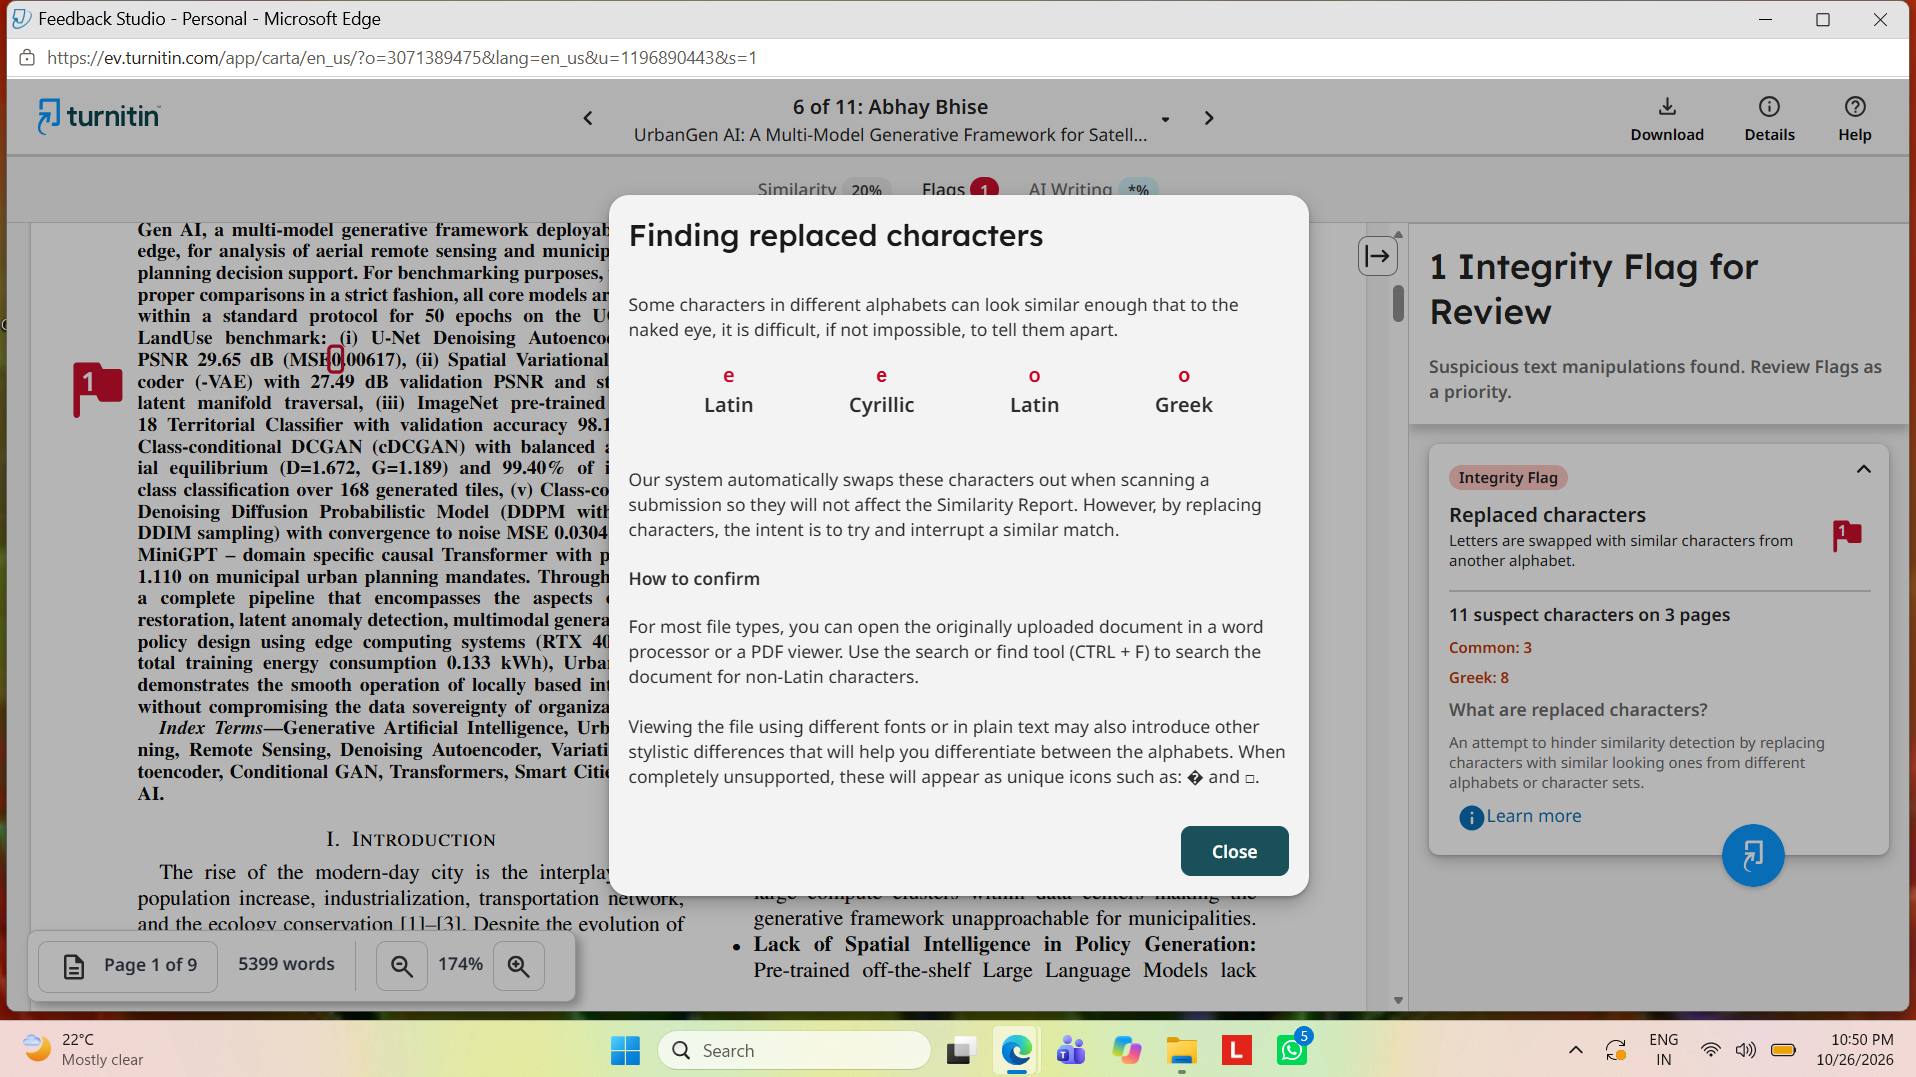 Feedback Studio - Personal - Microsoft Edge
https://ev.turnitin.com/app/carta/en_us/?o=3071389475&lang=en_us&u=1196890443&s=1
turnitin
6 of 11: Abhay Bhise
UrbanGen AI: A Multi-Model Generative Framework for Satell...
Download
Details
Help
Similarity 20% Flags 1 AI Writing *%
Gen AI, a multi-model generative framework deployab
edge, for analysis of aerial remote sensing and municip
planning decision support. For benchmarking purposes,
proper comparisons in a strict fashion, all core models ar
within a standard protocol for 50 epochs on the U
LandUse benchmark: (i) U-Net Denoising Autoenco
PSNR 29.65 dB (MSE0.00617), (ii) Spatial Variational
coder (-VAE) with 27.49 dB validation PSNR and st
latent manifold traversal, (iii) ImageNet pre-trained
18 Territorial Classifier with validation accuracy 98.1
Class-conditional DCGAN (cDCGAN) with balanced a
ial equilibrium (D=1.672, G=1.189) and 99.40% of i
class classification over 168 generated tiles, (v) Class-co
Denoising Diffusion Probabilistic Model (DDPM wit
DDIM sampling) with convergence to noise MSE 0.0304
MiniGPT – domain specific causal Transformer with p
1.110 on municipal urban planning mandates. Through
a complete pipeline that encompasses the aspects
restoration, latent anomaly detection, multimodal genera
policy design using edge computing systems (RTX 40
total training energy consumption 0.133 kWh), Urba
demonstrates the smooth operation of locally based int
without compromising the data sovereignty of organiza
Index Terms—Generative Artificial Intelligence, Urb
ning, Remote Sensing, Denoising Autoencoder, Variati
toencoder, Conditional GAN, Transformers, Smart Citie
AI.
I. INTRODUCTION
The rise of the modern-day city is the interplay
population increase, industrialization, transportation network,
and the ecology conservation [1]–[3]. Despite the evolution of
1
Finding replaced characters
Some characters in different alphabets can look similar enough that to the
naked eye, it is difficult, if not impossible, to tell them apart.
e е o ο
Latin Cyrillic Latin Greek
Our system automatically swaps these characters out when scanning a
submission so they will not affect the Similarity Report. However, by replacing
characters, the intent is to try and interrupt a similar match.
How to confirm
For most file types, you can open the originally uploaded document in a word
processor or a PDF viewer. Use the search or find tool (CTRL + F) to search the
document for non-Latin characters.
Viewing the file using different fonts or in plain text may also introduce other
stylistic differences that will help you differentiate between the alphabets. When
completely unsupported, these will appear as unique icons such as: � and □.
Close
generative framework unapproachable for municipalities.
• Lack of Spatial Intelligence in Policy Generation:
Pre-trained off-the-shelf Large Language Models lack
1 Integrity Flag for
Review
Suspicious text manipulations found. Review Flags as
a priority.
Integrity Flag
Replaced characters
Letters are swapped with similar characters from
another alphabet.
1
11 suspect characters on 3 pages
Common: 3
Greek: 8
What are replaced characters?
An attempt to hinder similarity detection by replacing
characters with similar looking ones from different
alphabets or character sets.
Learn more
Page 1 of 9
5399 words
174%
22°C
Mostly clear
Search
5
ENG
IN
10:50 PM
10/26/2026